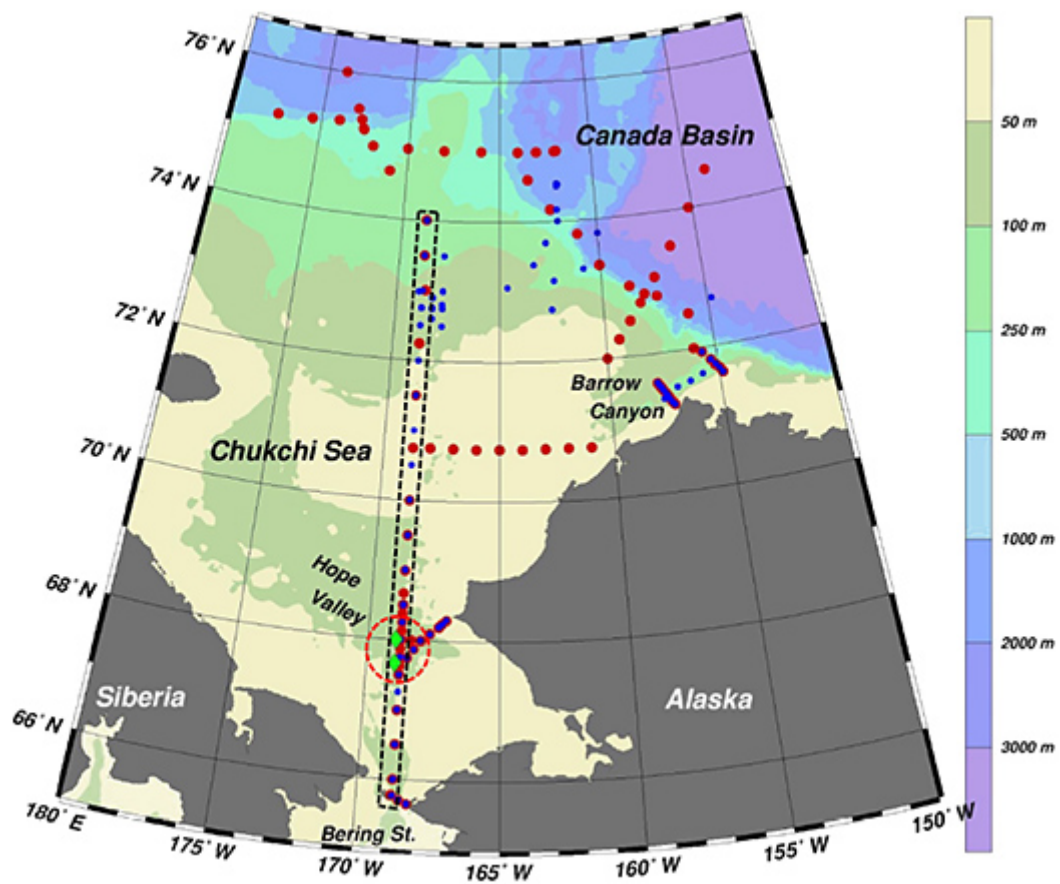 76° N
74° N
72° N
70° N
68° N
66° N
180° E
175° W
170° W
165° W
160° W
155° W
150° W
Canada Basin
Barrow
Canyon
Chukchi Sea
Hope
Valley
Siberia
Alaska
Bering St.
50 m
100 m
250 m
500 m
1000 m
2000 m
3000 m